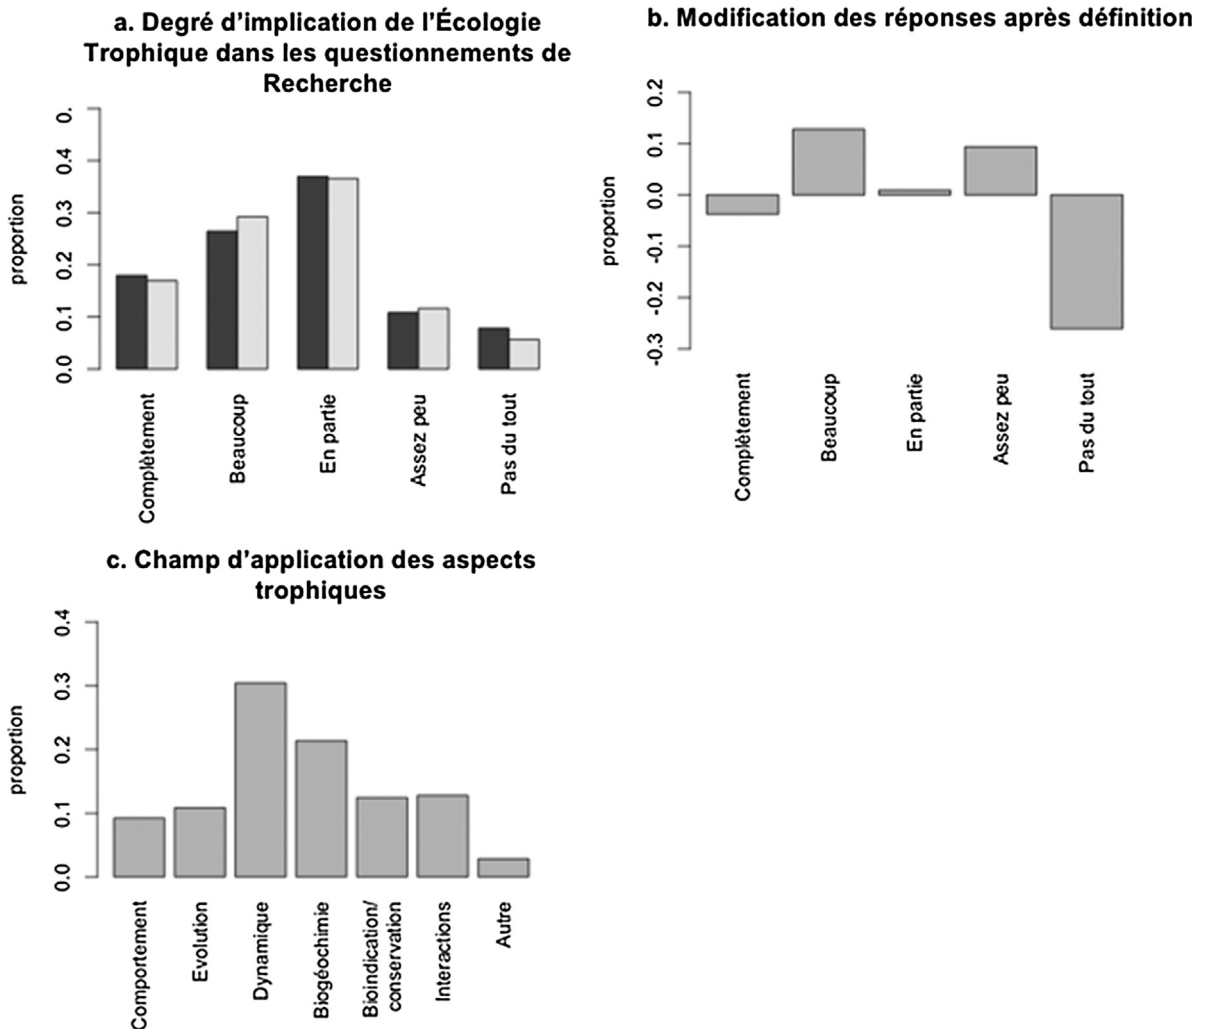 a. Degré d'implication de l'Écologie
Trophique dans les questionnements de
Recherche
proportion
0.
0.4
0.3
0.2
0.1
0.0
Complètement
Beaucoup
En partie
Assez peu
Pas du tout
b. Modification des réponses après définition
proportion
0.2
0.1
0.0
-0.1
-0.2
-0.3
Complètement
Beaucoup
En partie
Assez peu
Pas du tout
c. Champ d'application des aspects
trophiques
proportion
0.4
0.3
0.2
0.1
0.0
Comportement
Evolution
Dynamique
Biogéochimie
Bioindication/
conservation
Interactions
Autre